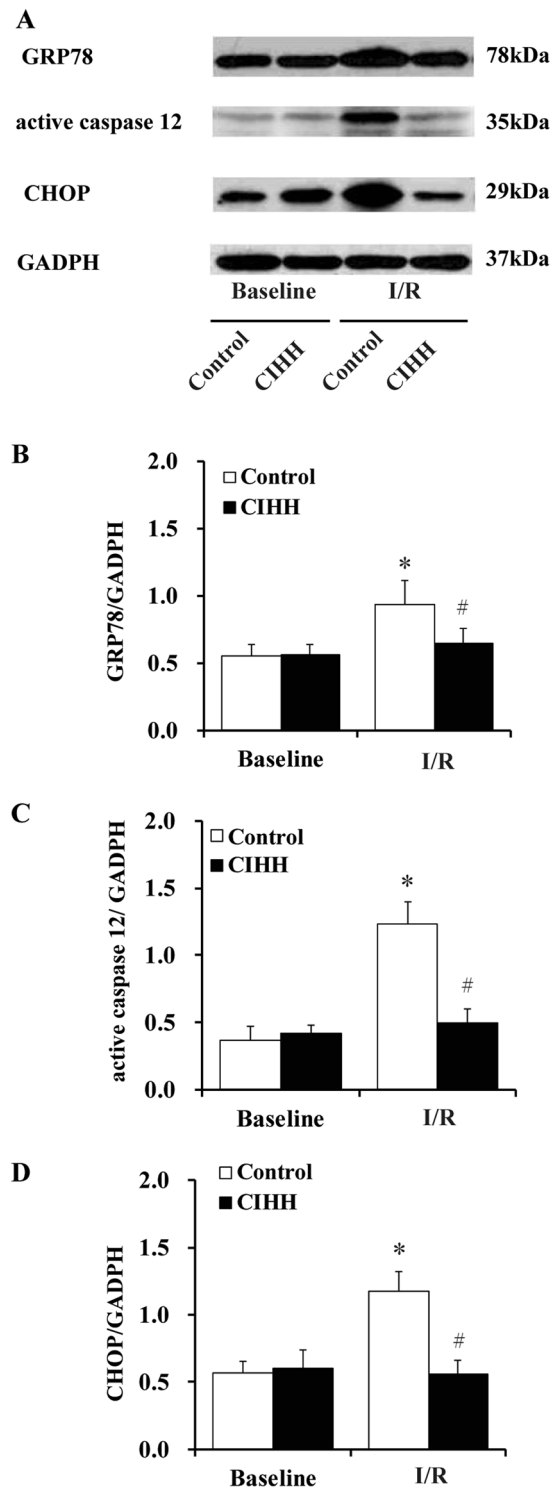 A
GRP78 78kDa
active caspase 12 35kDa
CHOP 29kDa
GADPH 37kDa
Baseline I/R
Control CIHH Control CIHH
B
2.0
Control
CIHH
1.5
*
1.0
#
0.5
0.0
GRP78/GADPH
Baseline I/R
C
2.0
Control
CIHH
1.5
*
1.0
#
0.5
0.0
active caspase 12/ GADPH
Baseline I/R
D
Control
2.0
CIHH
1.5
*
1.0
#
0.5
0.0
CHOP/GADPH
Baseline I/R